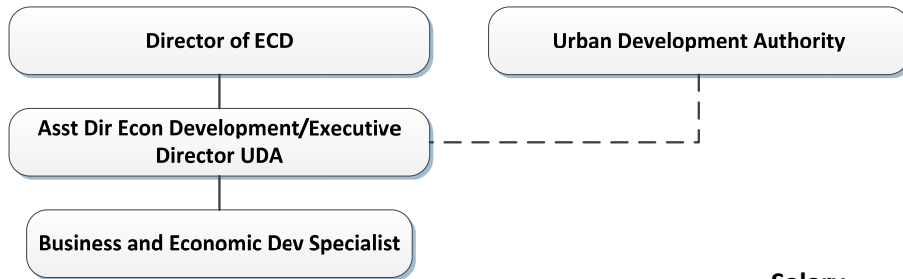 Director of ECD
Urban Development Authority
Asst Dir Econ Development/Executive
Director UDA
Business and Economic Dev Specialist
Salary